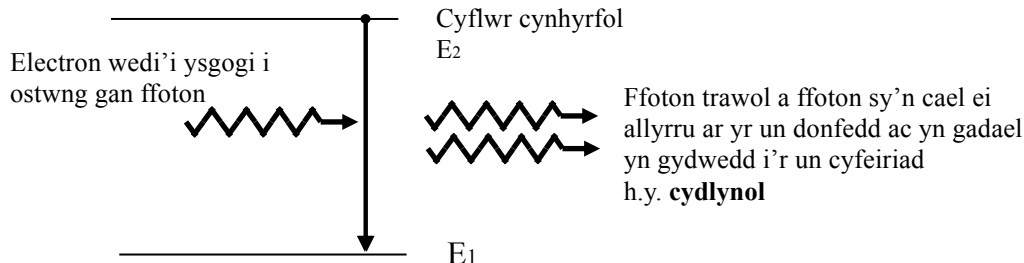 Cyflwr cynhyrfol
E2
Electron wedi'i ysgogi i
ostwng gan ffoton
Ffoton trawol a ffoton sy'n cael ei
allyrru ar yr un donfedd ac yn gadael
yn gydwedd i'r un cyfeiriad
h.y. cydlynol
E1